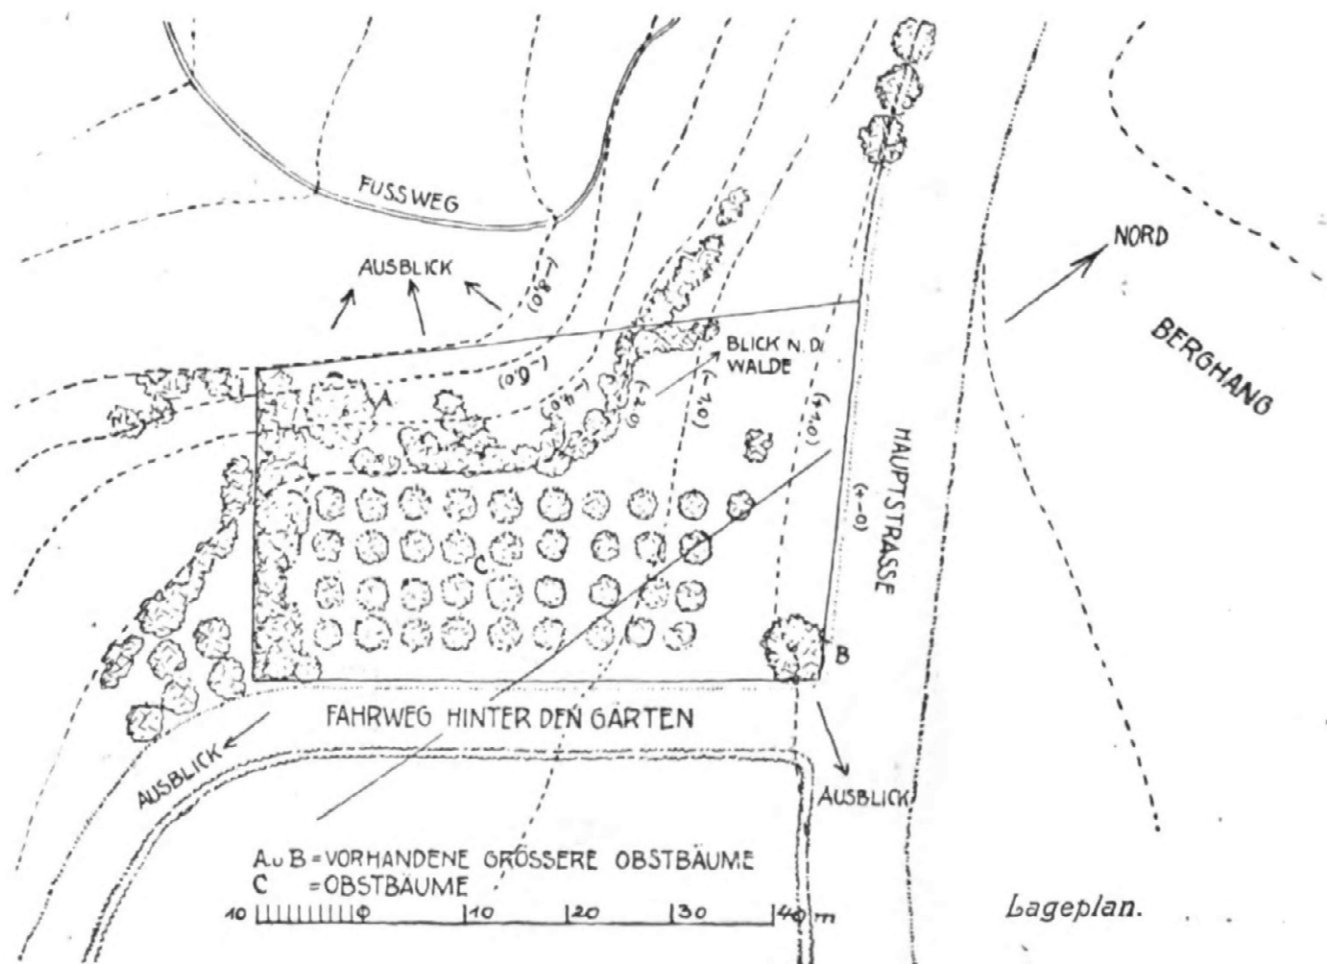 FUSSWEG
AUSBLICK
NORD
BERGHANG
(-8,0)
BLICK N. D.
WALDE
A
(-6,0)
(-4,0)
(-2,0)
(-1,0)
(+1,0)
HAUPTSTRASSE
(+-0)
C
B
FAHRWEG HINTER DEN GÄRTEN
AUSBLICK
AUSBLICK
A.u B = VORHANDENE GRÖSSERE OBSTBÄUME
C = OBSTBÄUME
10 0 10 20 30 40 m
Lageplan.